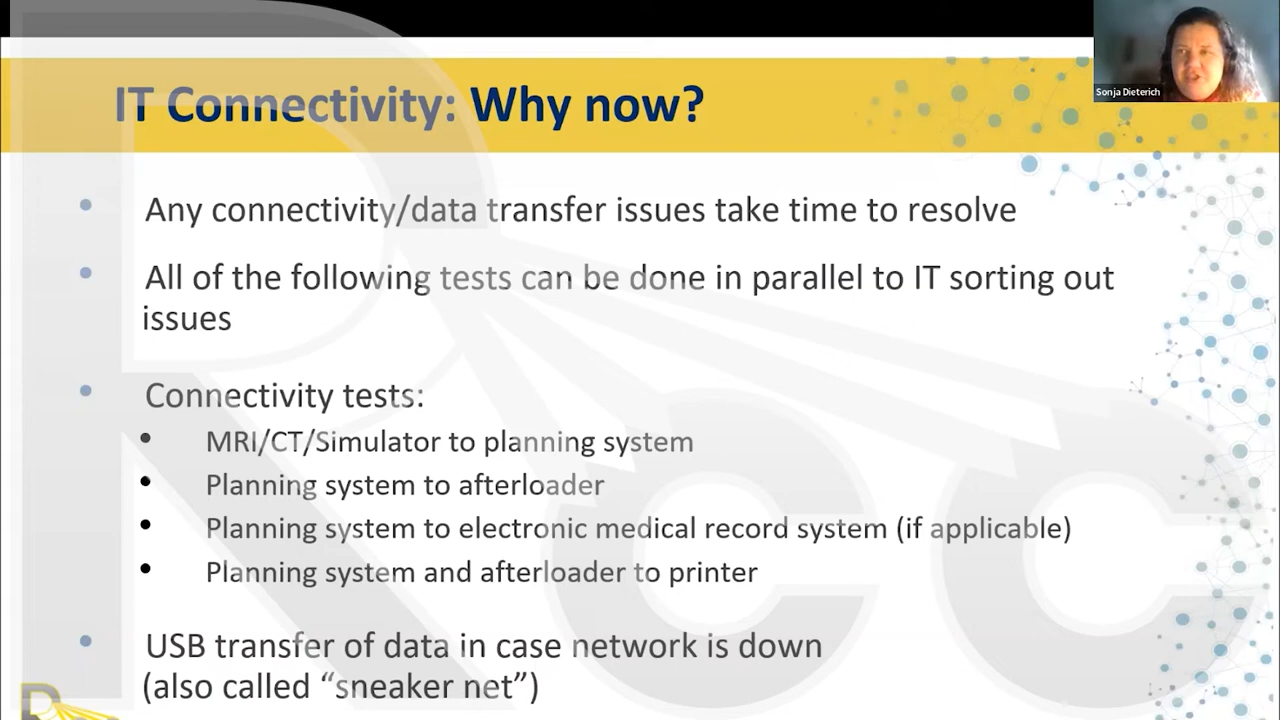 Sonja Dieterich
IT Connectivity: Why now?
• Any connectivity/data transfer issues take time to resolve
• All of the following tests can be done in parallel to IT sorting out
issues
• Connectivity tests:
• MRI/CT/Simulator to planning system
• Planning system to afterloader
• Planning system to electronic medical record system (if applicable)
• Planning system and afterloader to printer
• USB transfer of data in case network is down
(also called “sneaker net”)
Rcc